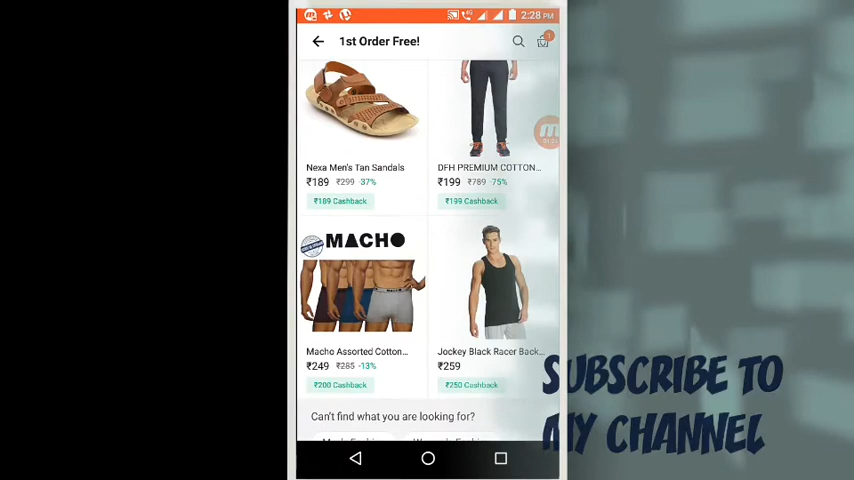 2:28 PM
1st Order Free!
1
Nexa Men's Tan Sandals
₹189 ₹299 -37%
₹189 Cashback
DFH PREMIUM COTTON...
₹199 ₹789 -75%
₹199 Cashback
MACHO
Macho Assorted Cotton...
₹249 ₹285 -13%
₹200 Cashback
Jockey Black Racer Back...
₹259
₹250 Cashback
Can't find what you are looking for?
SUBSCRIBE TO
MY CHANNEL